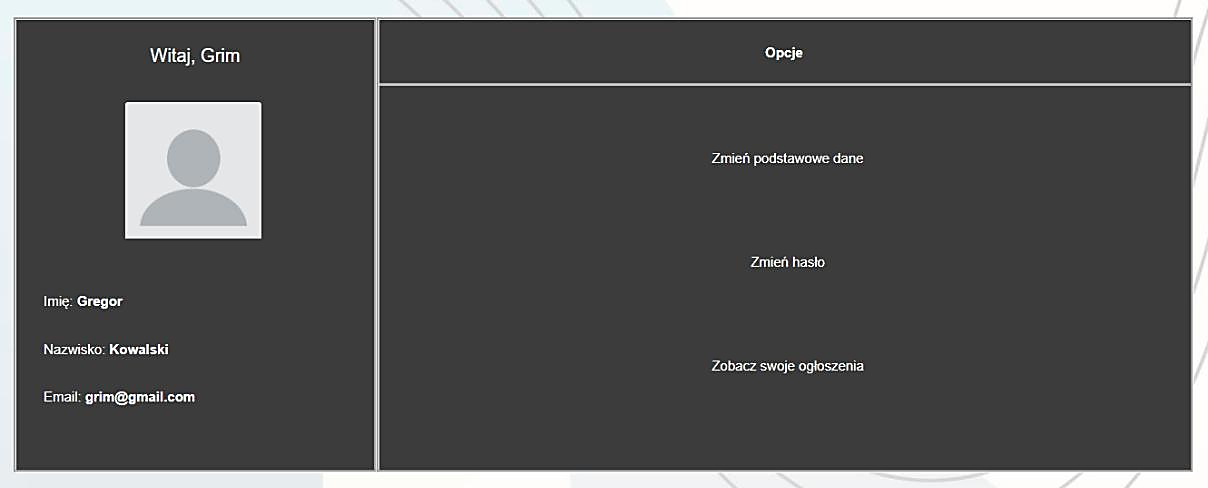 Witaj, Grim
Imię: Gregor
Nazwisko: Kowalski
Email: grim@gmail.com
Opcje
Zmień podstawowe dane
Zmień hasło
Zobacz swoje ogłoszenia